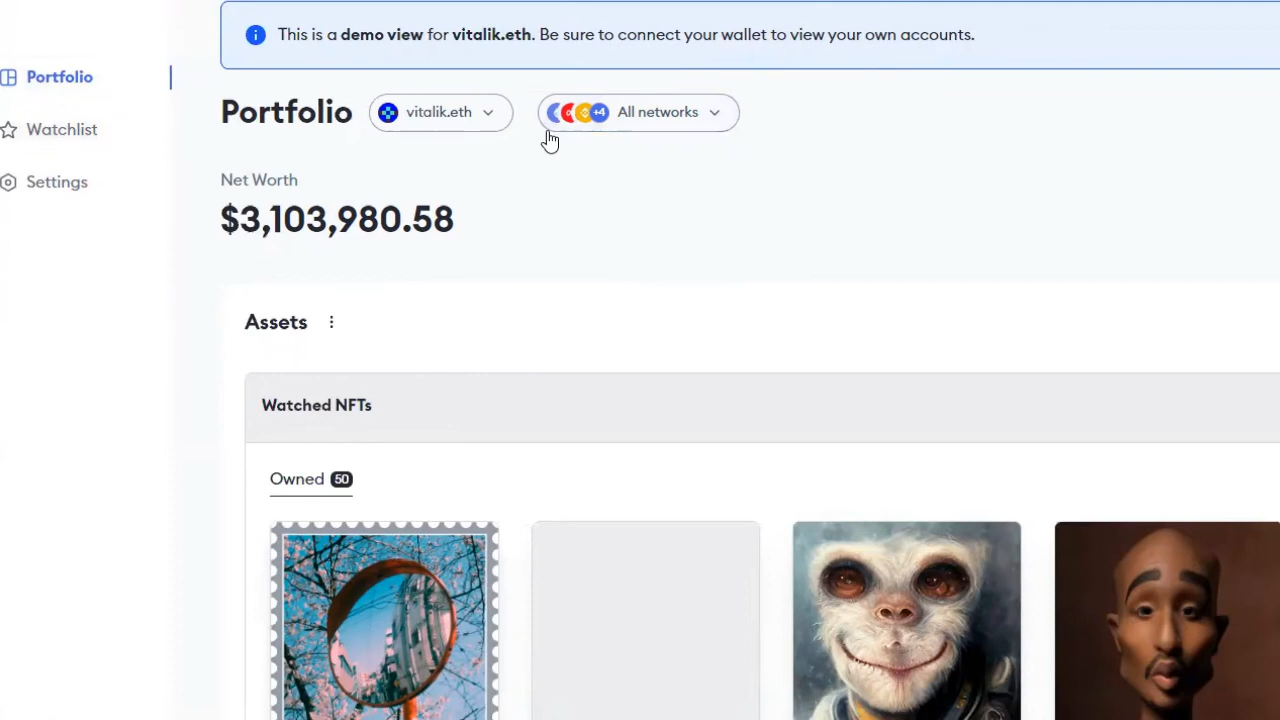 This is a demo view for vitalik.eth. Be sure to connect your wallet to view your own accounts.
Portfolio
Watchlist
Settings
Portfolio
vitalik.eth
+4 All networks
Net Worth
$3,103,980.58
Assets
Watched NFTs
Owned 50